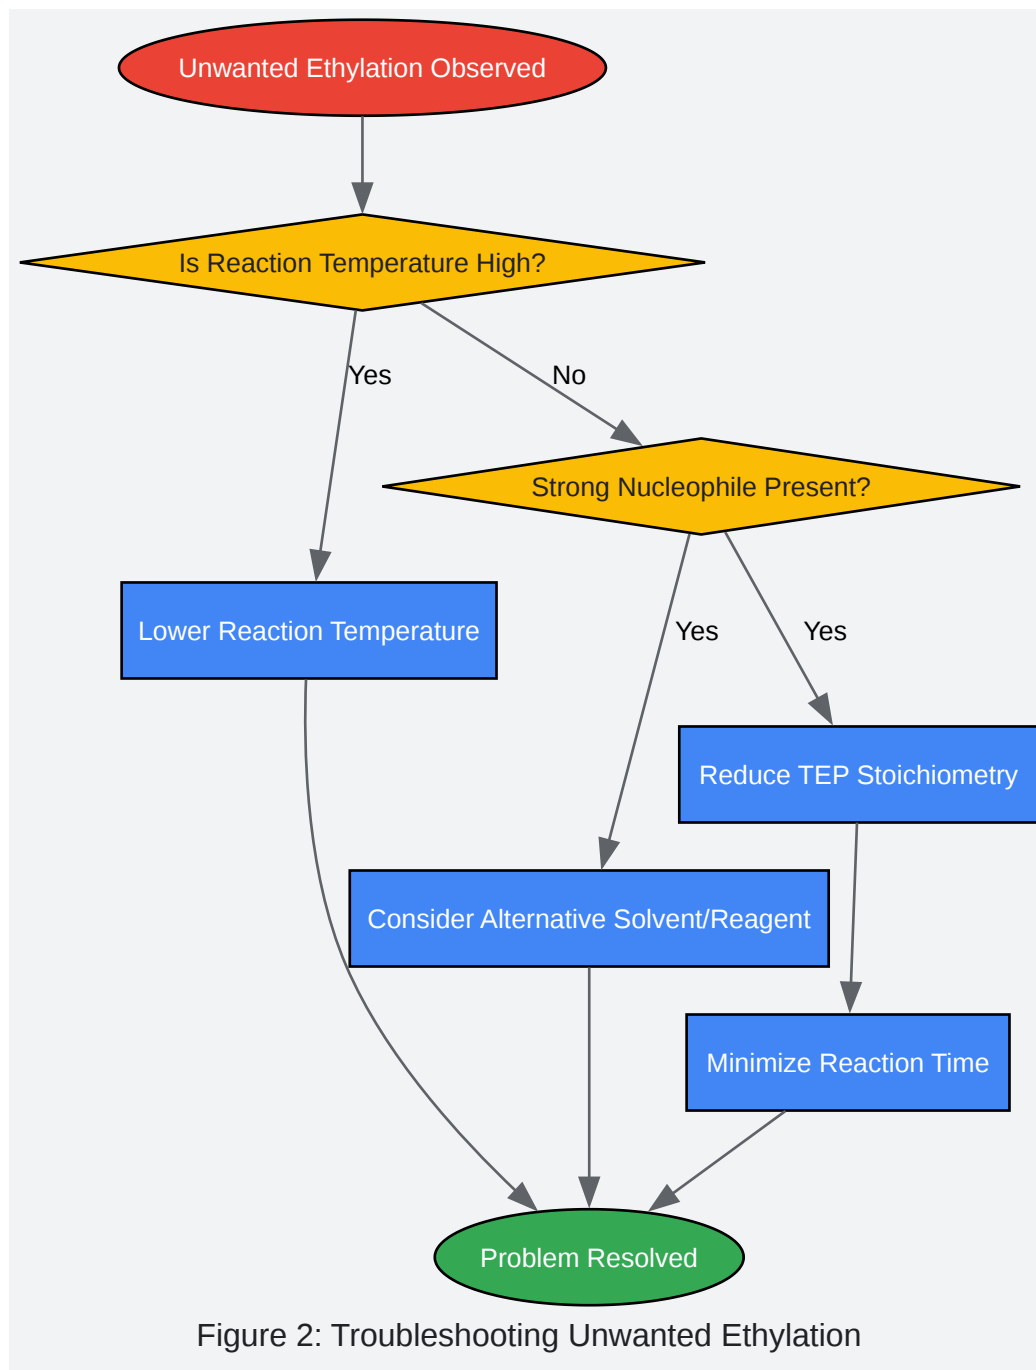 Unwanted Ethylation Observed
Is Reaction Temperature High?
Yes
No
Strong Nucleophile Present?
Lower Reaction Temperature
Yes
Yes
Reduce TEP Stoichiometry
Consider Alternative Solvent/Reagent
Minimize Reaction Time
Problem Resolved
Figure 2: Troubleshooting Unwanted Ethylation